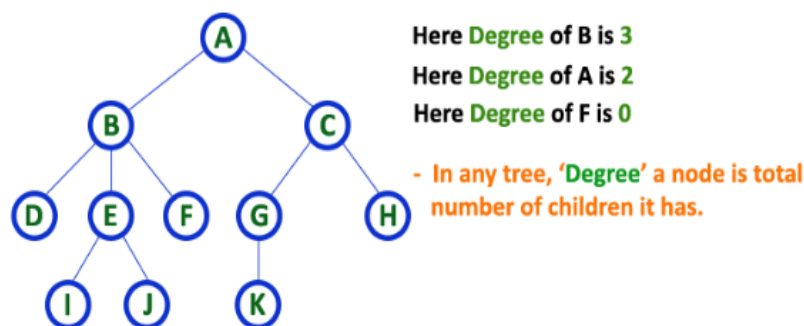 A
B
C
D
E
F
G
H
I
J
K
Here Degree of B is 3
Here Degree of A is 2
Here Degree of F is 0
- In any tree, ‘Degree’ a node is total
number of children it has.